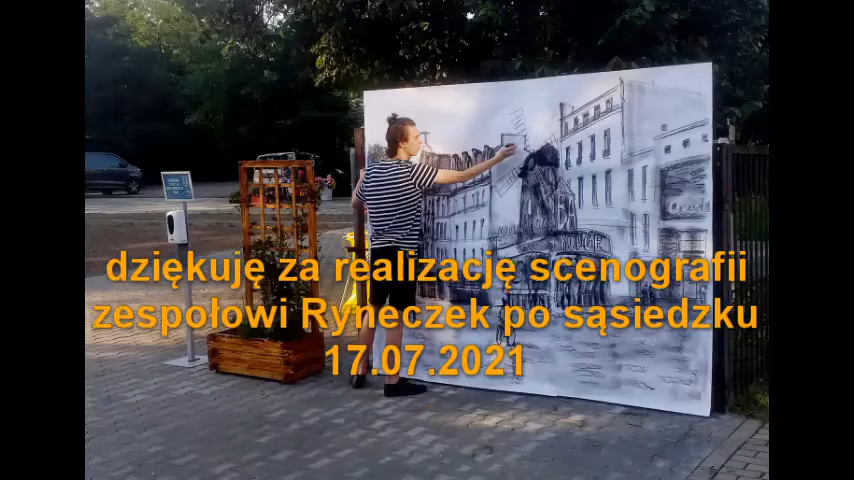 dziękuję za realizację scenografii
zespołowi Ryneczek po sąsiedzku
17.07.2021